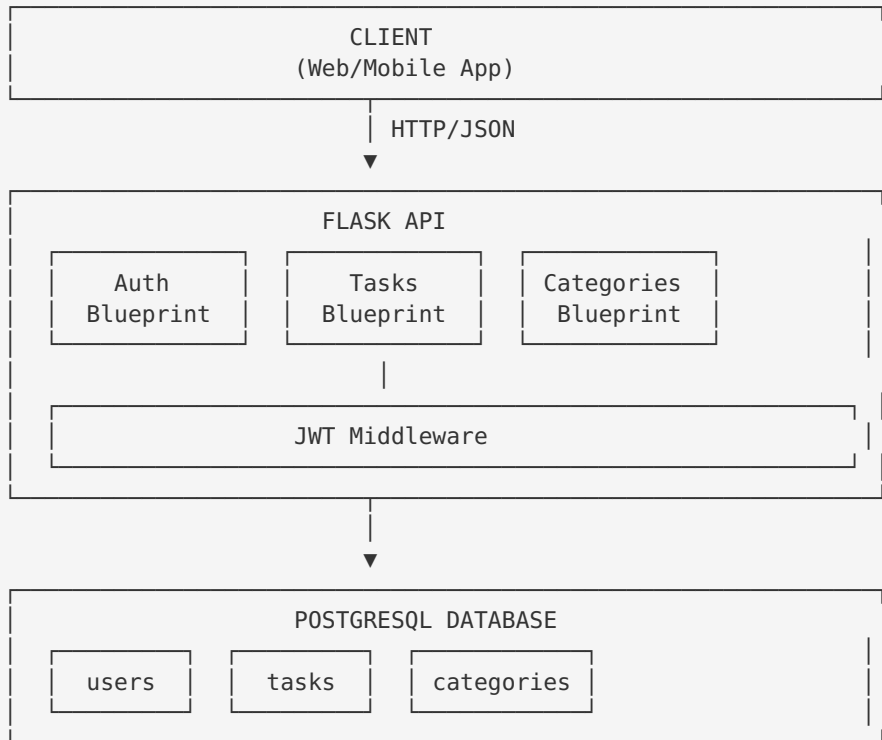 CLIENT
(Web/Mobile App)
HTTP/JSON
FLASK API
Auth Tasks Categories
Blueprint Blueprint Blueprint
JWT Middleware
POSTGRESQL DATABASE
users tasks categories